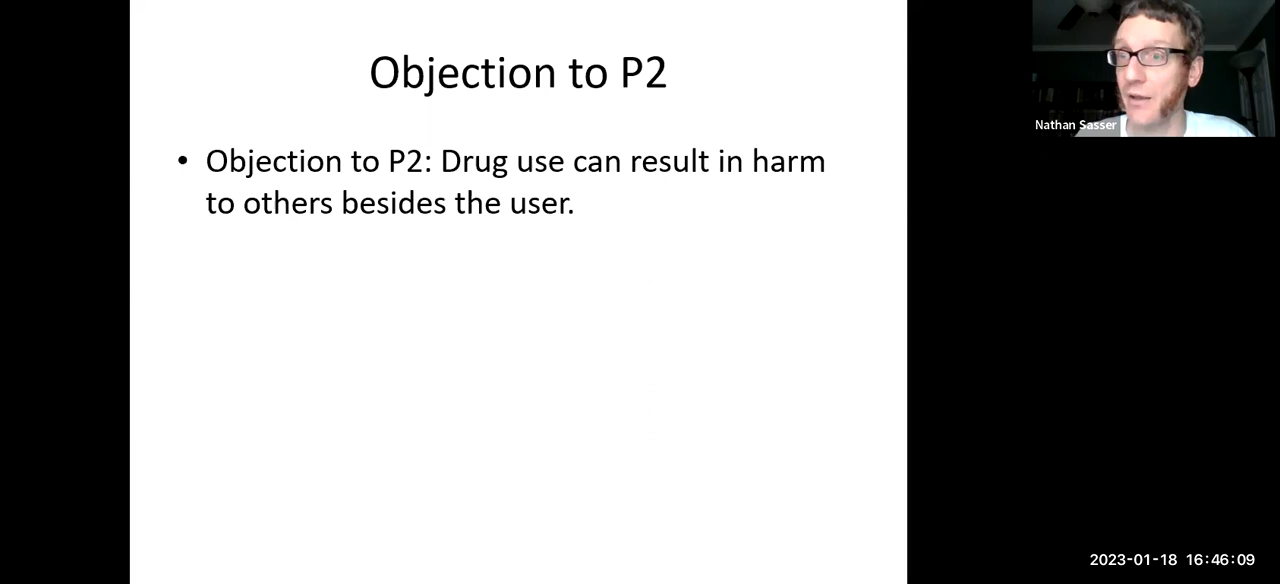 Objection to P2
• Objection to P2: Drug use can result in harm
to others besides the user.
Nathan Sasser
2023-01-18 16:46:09